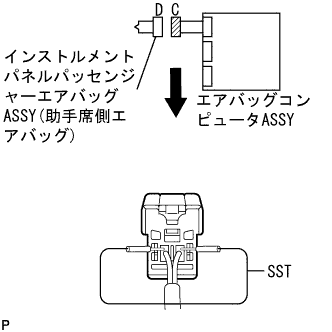 D C
インストルメント
パネルパッセンジ
ャーエアバッグ
ASSY(助手席側エ
アバッグ)
エアバッグコン
ピュータASSY
SST
P